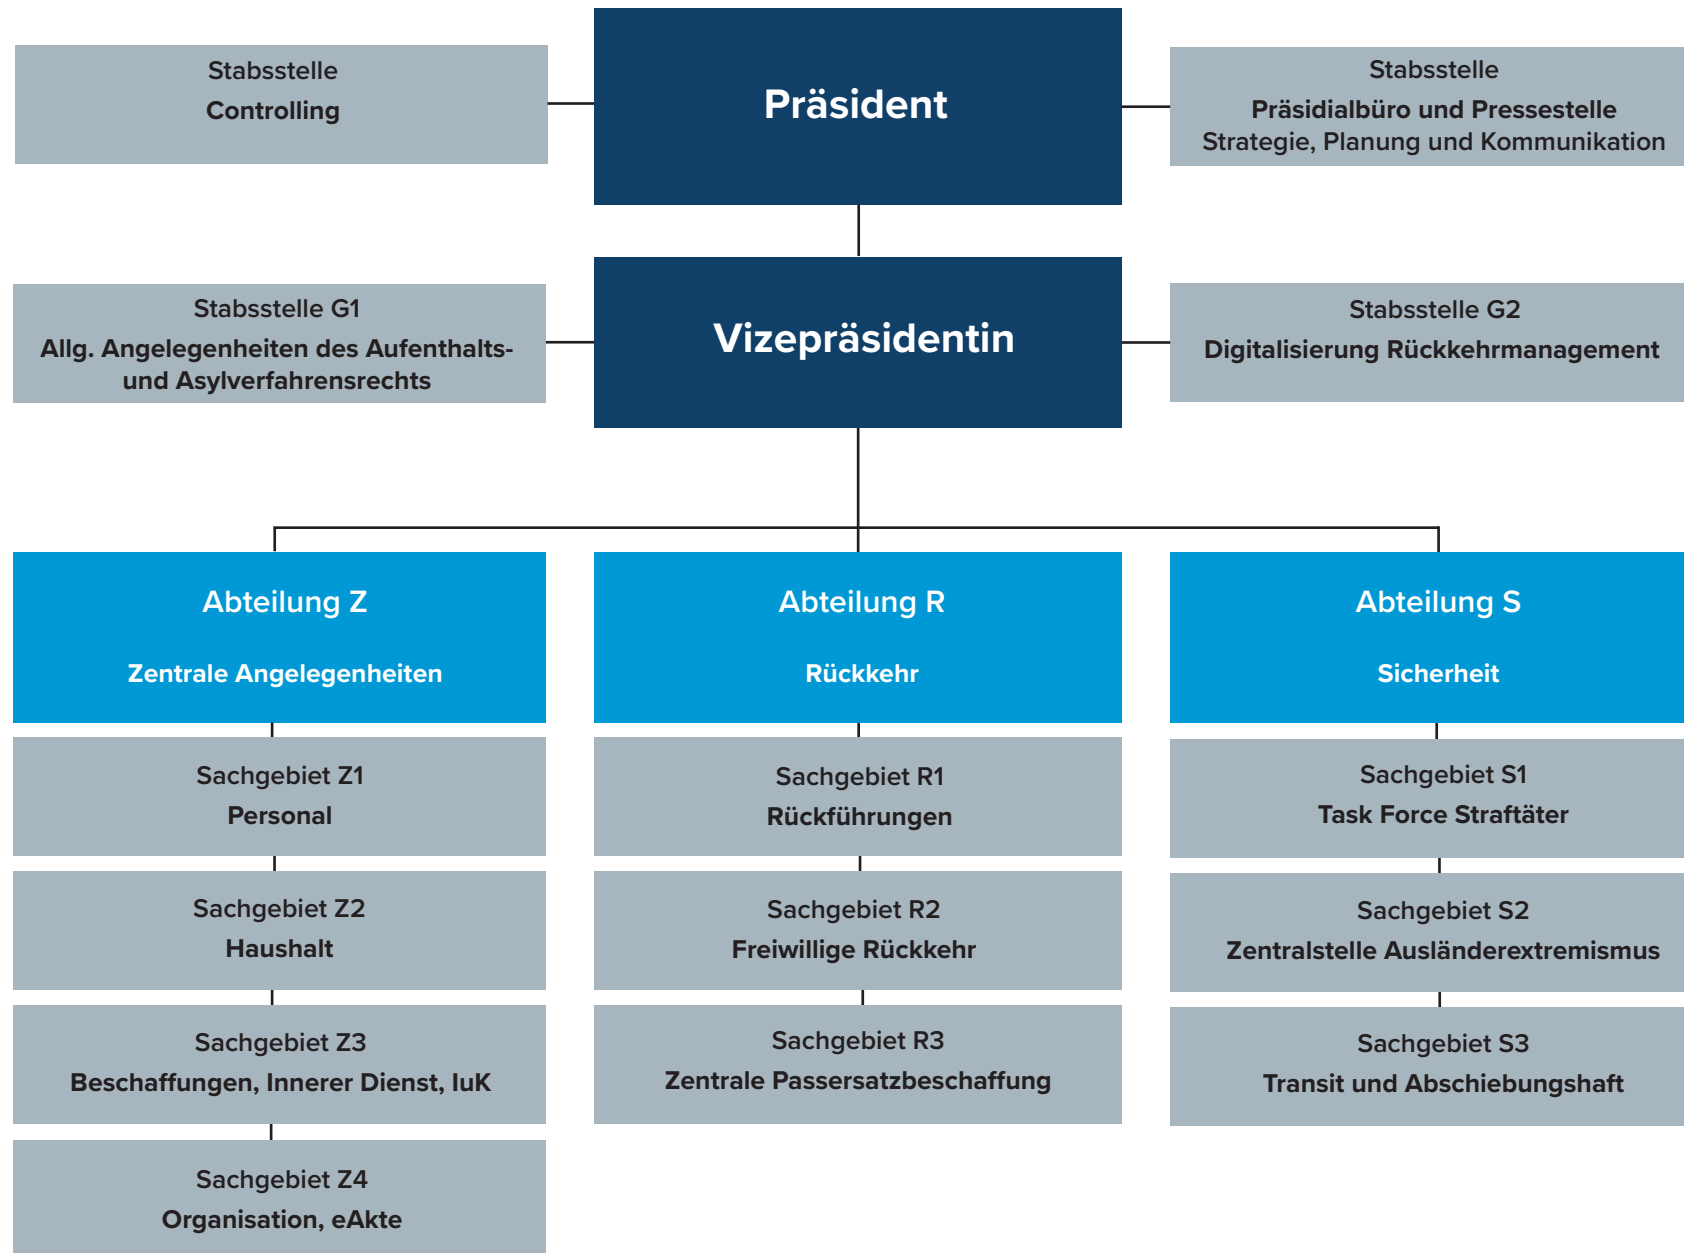 Stabsstelle
Controlling
Präsident
Stabsstelle
Präsidialbüro und Pressestelle
Strategie, Planung und Kommunikation
Stabsstelle G1
Allg. Angelegenheiten des Aufenthalts-
und Asylverfahrensrechts
Vizepräsidentin
Stabsstelle G2
Digitalisierung Rückkehrmanagement
Abteilung Z
Zentrale Angelegenheiten
Sachgebiet Z1
Personal
Sachgebiet Z2
Haushalt
Sachgebiet Z3
Beschaffungen, Innerer Dienst, IuK
Sachgebiet Z4
Organisation, eAkte
Abteilung R
Rückkehr
Sachgebiet R1
Rückführungen
Sachgebiet R2
Freiwillige Rückkehr
Sachgebiet R3
Zentrale Passersatzbeschaffung
Abteilung S
Sicherheit
Sachgebiet S1
Task Force Straftäter
Sachgebiet S2
Zentralstelle Ausländerextremismus
Sachgebiet S3
Transit und Abschiebungshaft